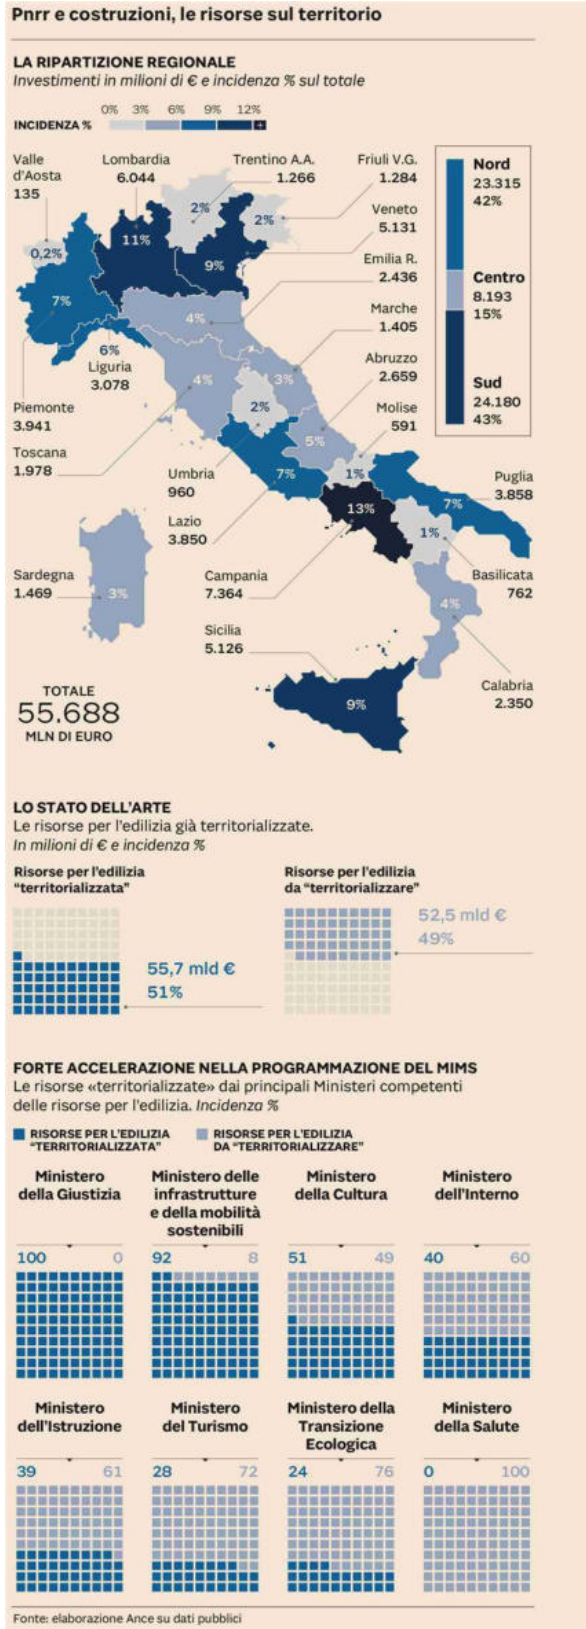 Pnrr e costruzioni, le risorse sul territorio
LA RIPARTIZIONE REGIONALE
Investimenti in milioni di € e incidenza % sul totale
INCIDENZA %
0% 3% 6% 9% 12%
+
Valle
d'Aosta
135
0,2%
Lombardia
6.044
11%
Trentino A.A.
1.266
2%
Friuli V.G.
1.284
2%
Veneto
5.131
9%
Emilia R.
2.436
4%
Marche
1.405
3%
Abruzzo
2.659
5%
Molise
591
1%
Nord
23.315
42%
Centro
8.193
15%
Sud
24.180
43%
7%
Piemonte
3.941
6%
Liguria
3.078
Toscana
1.978
4%
2%
Umbria
960
Lazio
3.850
7%
Puglia
3.858
7%
13%
Campania
7.364
1%
Basilicata
762
Sardegna
1.469
3%
4%
Calabria
2.350
Sicilia
5.126
9%
TOTALE
55.688
MLN DI EURO
LO STATO DELL'ARTE
Le risorse per l'edilizia già territorializzate.
In milioni di € e incidenza %
Risorse per l'edilizia
"territorializzata"
55,7 mld €
51%
Risorse per l'edilizia
da "territorializzare"
52,5 mld €
49%
FORTE ACCELERAZIONE NELLA PROGRAMMAZIONE DEL MIMS
Le risorse «territorializzate» dai principali Ministeri competenti
delle risorse per l'edilizia. Incidenza %
RISORSE PER L'EDILIZIA
"TERRITORIALIZZATA"
RISORSE PER L'EDILIZIA
DA "TERRITORIALIZZARE"
Ministero
della Giustizia
100 0
Ministero delle
infrastrutture
e della mobilità
sostenibili
92 8
Ministero
della Cultura
51 49
Ministero
dell'Interno
40 60
Ministero
dell'Istruzione
39 61
Ministero
del Turismo
28 72
Ministero della
Transizione
Ecologica
24 76
Ministero
della Salute
0 100
Fonte: elaborazione Ance su dati pubblici